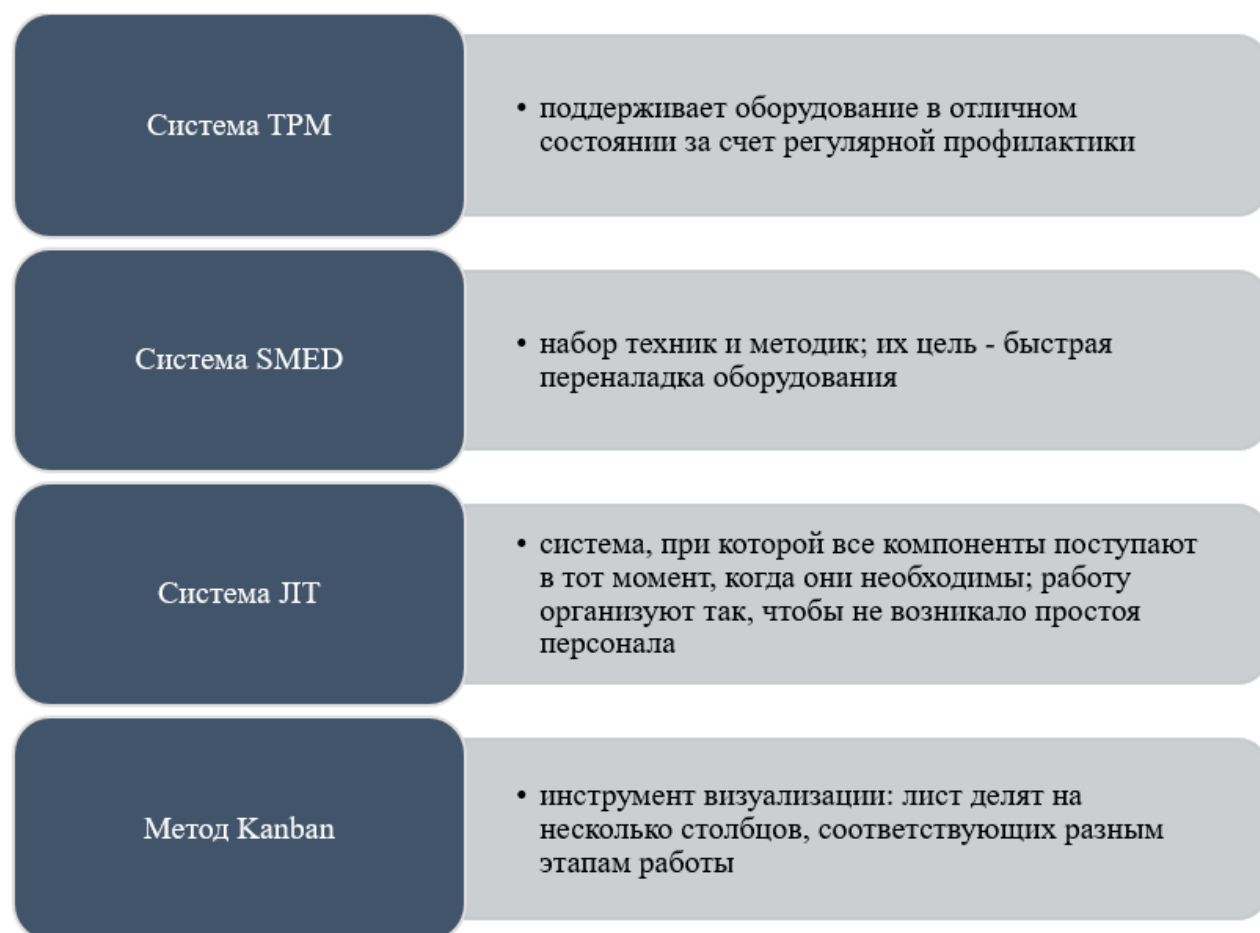 Система TPM
• поддерживает оборудование в отличном
состоянии за счет регулярной профилактики
Система SMED
• набор техник и методик; их цель - быстрая
переналадка оборудования
Система ЛТ
• система, при которой все компоненты поступают
в тот момент, когда они необходимы; работу
организуют так, чтобы не возникало простоя
персонала
Метод Kanban
• инструмент визуализации: лист делят на
несколько столбцов, соответствующих разным
этапам работы